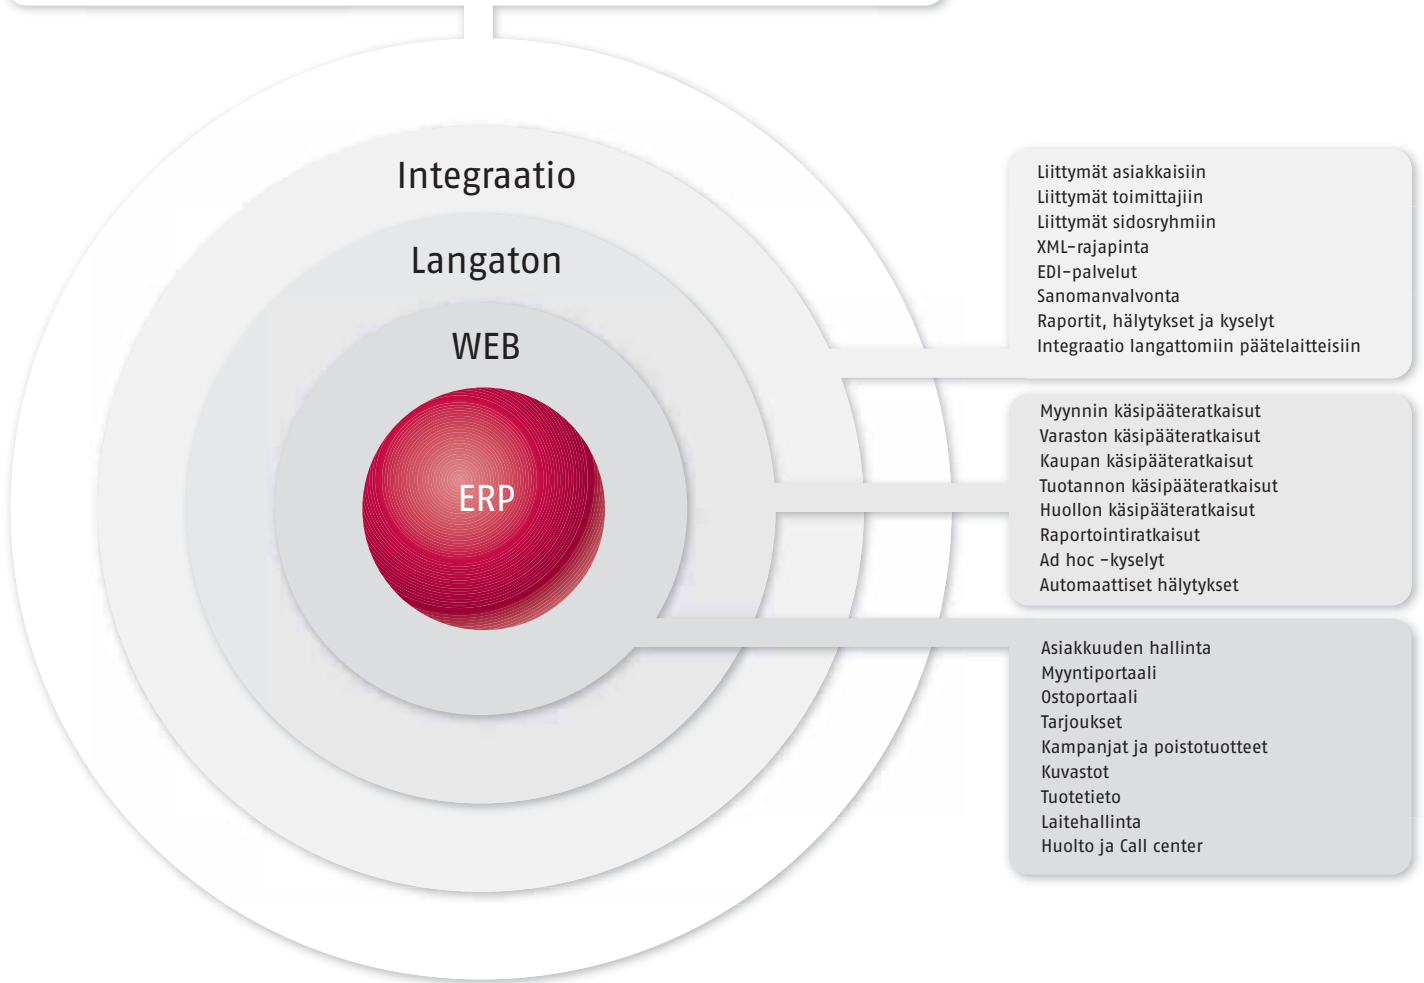 Integraatio
Langaton
WEB
ERP
Liittymät asiakkaisiin
Liittymät toimittajiin
Liittymät sidosryhmiin
XML-rajapinta
EDI-palvelut
Sanomanvalvonta
Raportit, hälytykset ja kyselyt
Integraatio langattomiin päätelaitteisiin
Myynnin käsipääteratkaisut
Varaston käsipääteratkaisut
Kaupan käsipääteratkaisut
Tuotannon käsipääteratkaisut
Huollon käsipääteratkaisut
Raportointiratkaisut
Ad hoc -kyselyt
Automaattiset hälytykset
Asiakkuuden hallinta
Myyntiportaali
Ostoportaali
Tarjoukset
Kampanjat ja poistotuotteet
Kuvastot
Tuotetieto
Laitehallinta
Huolto ja Call center